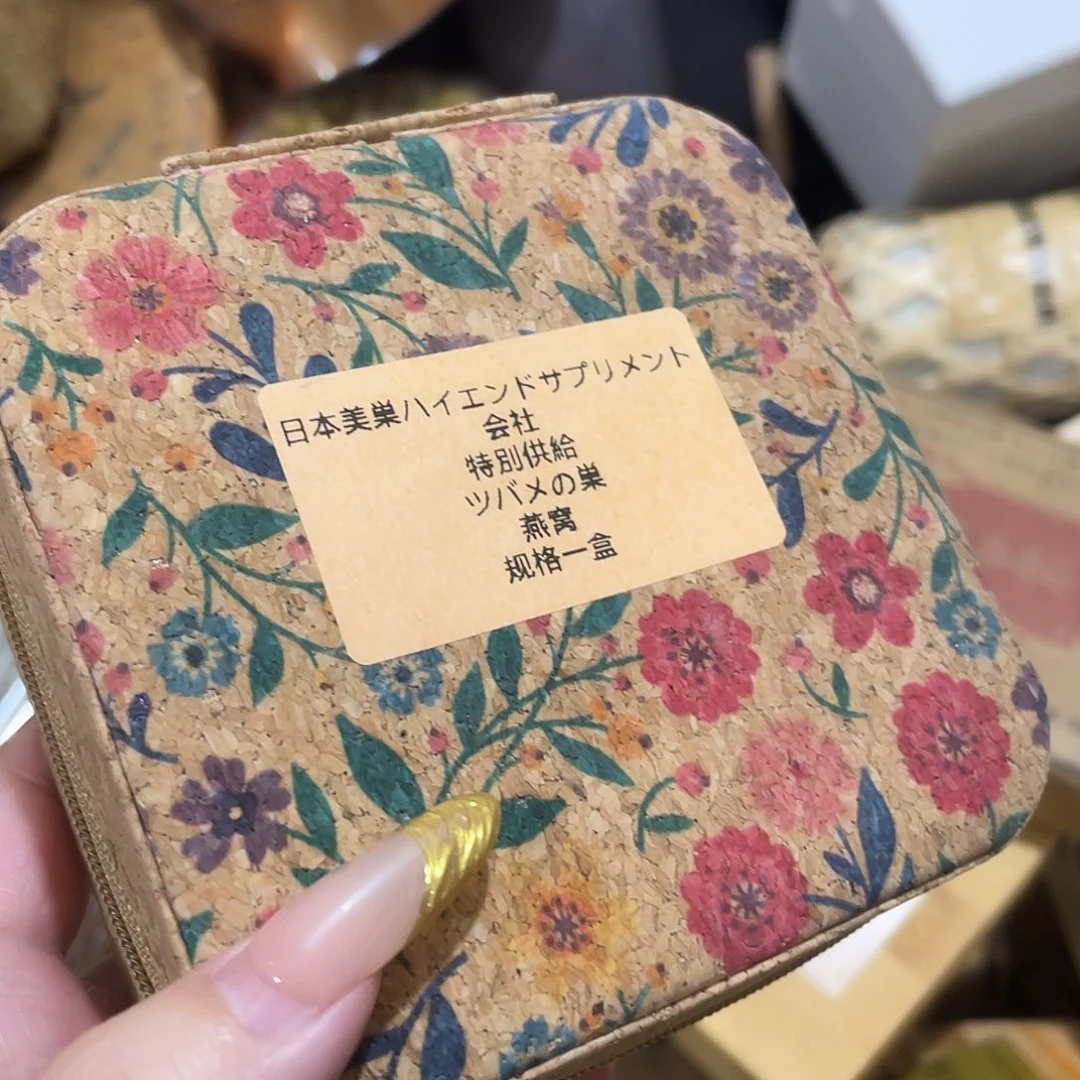 日本美巣ハイエンドサプリメント
会社
特別供給
ツバメの巣
燕窝
规格一盒